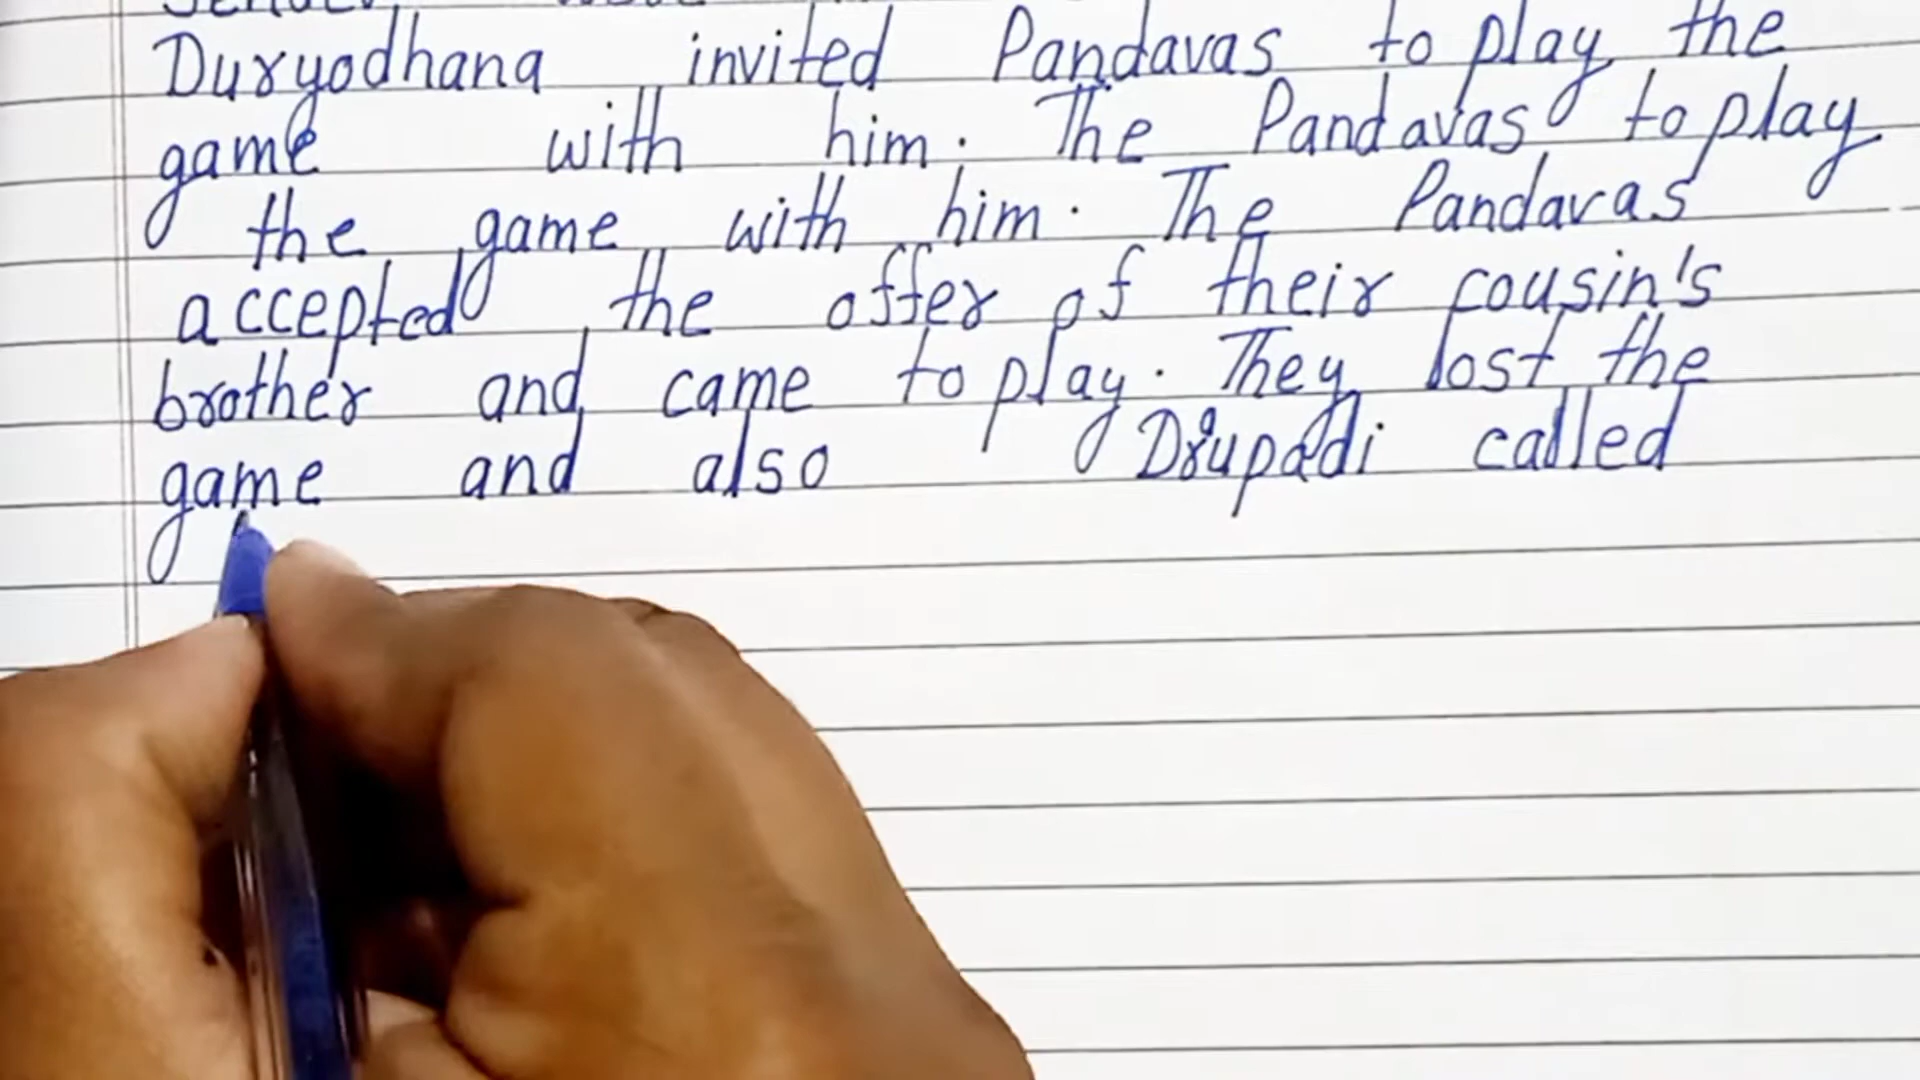 Duryodhana invited Pandavas to play the
game with him. The Pandavas to play
the game with him. The Pandavas
accepted the offer of their cousin's
brother and came to play. They lost the
game and also Drupadi called